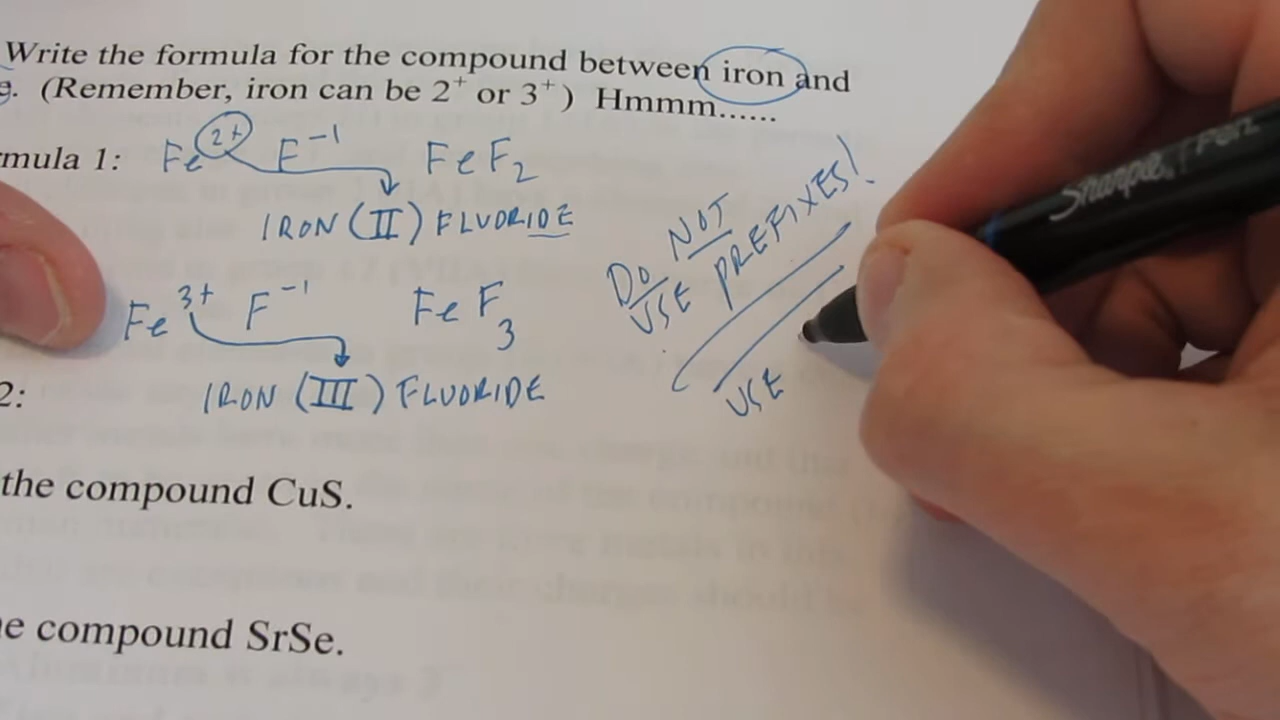 Write the formula for the compound between iron and
e. (Remember, iron can be 2+ or 3+) Hmmm......
rmula 1: Fe 2+ F -1 FeF2
IRON (II) FLUORIDE
Fe 3+ F -1 FeF3
2: IRON (III) FLUORIDE
DO NOT
USE PREFIXES!
USE
the compound CuS.
e compound SrSe.
Sharpie Pen